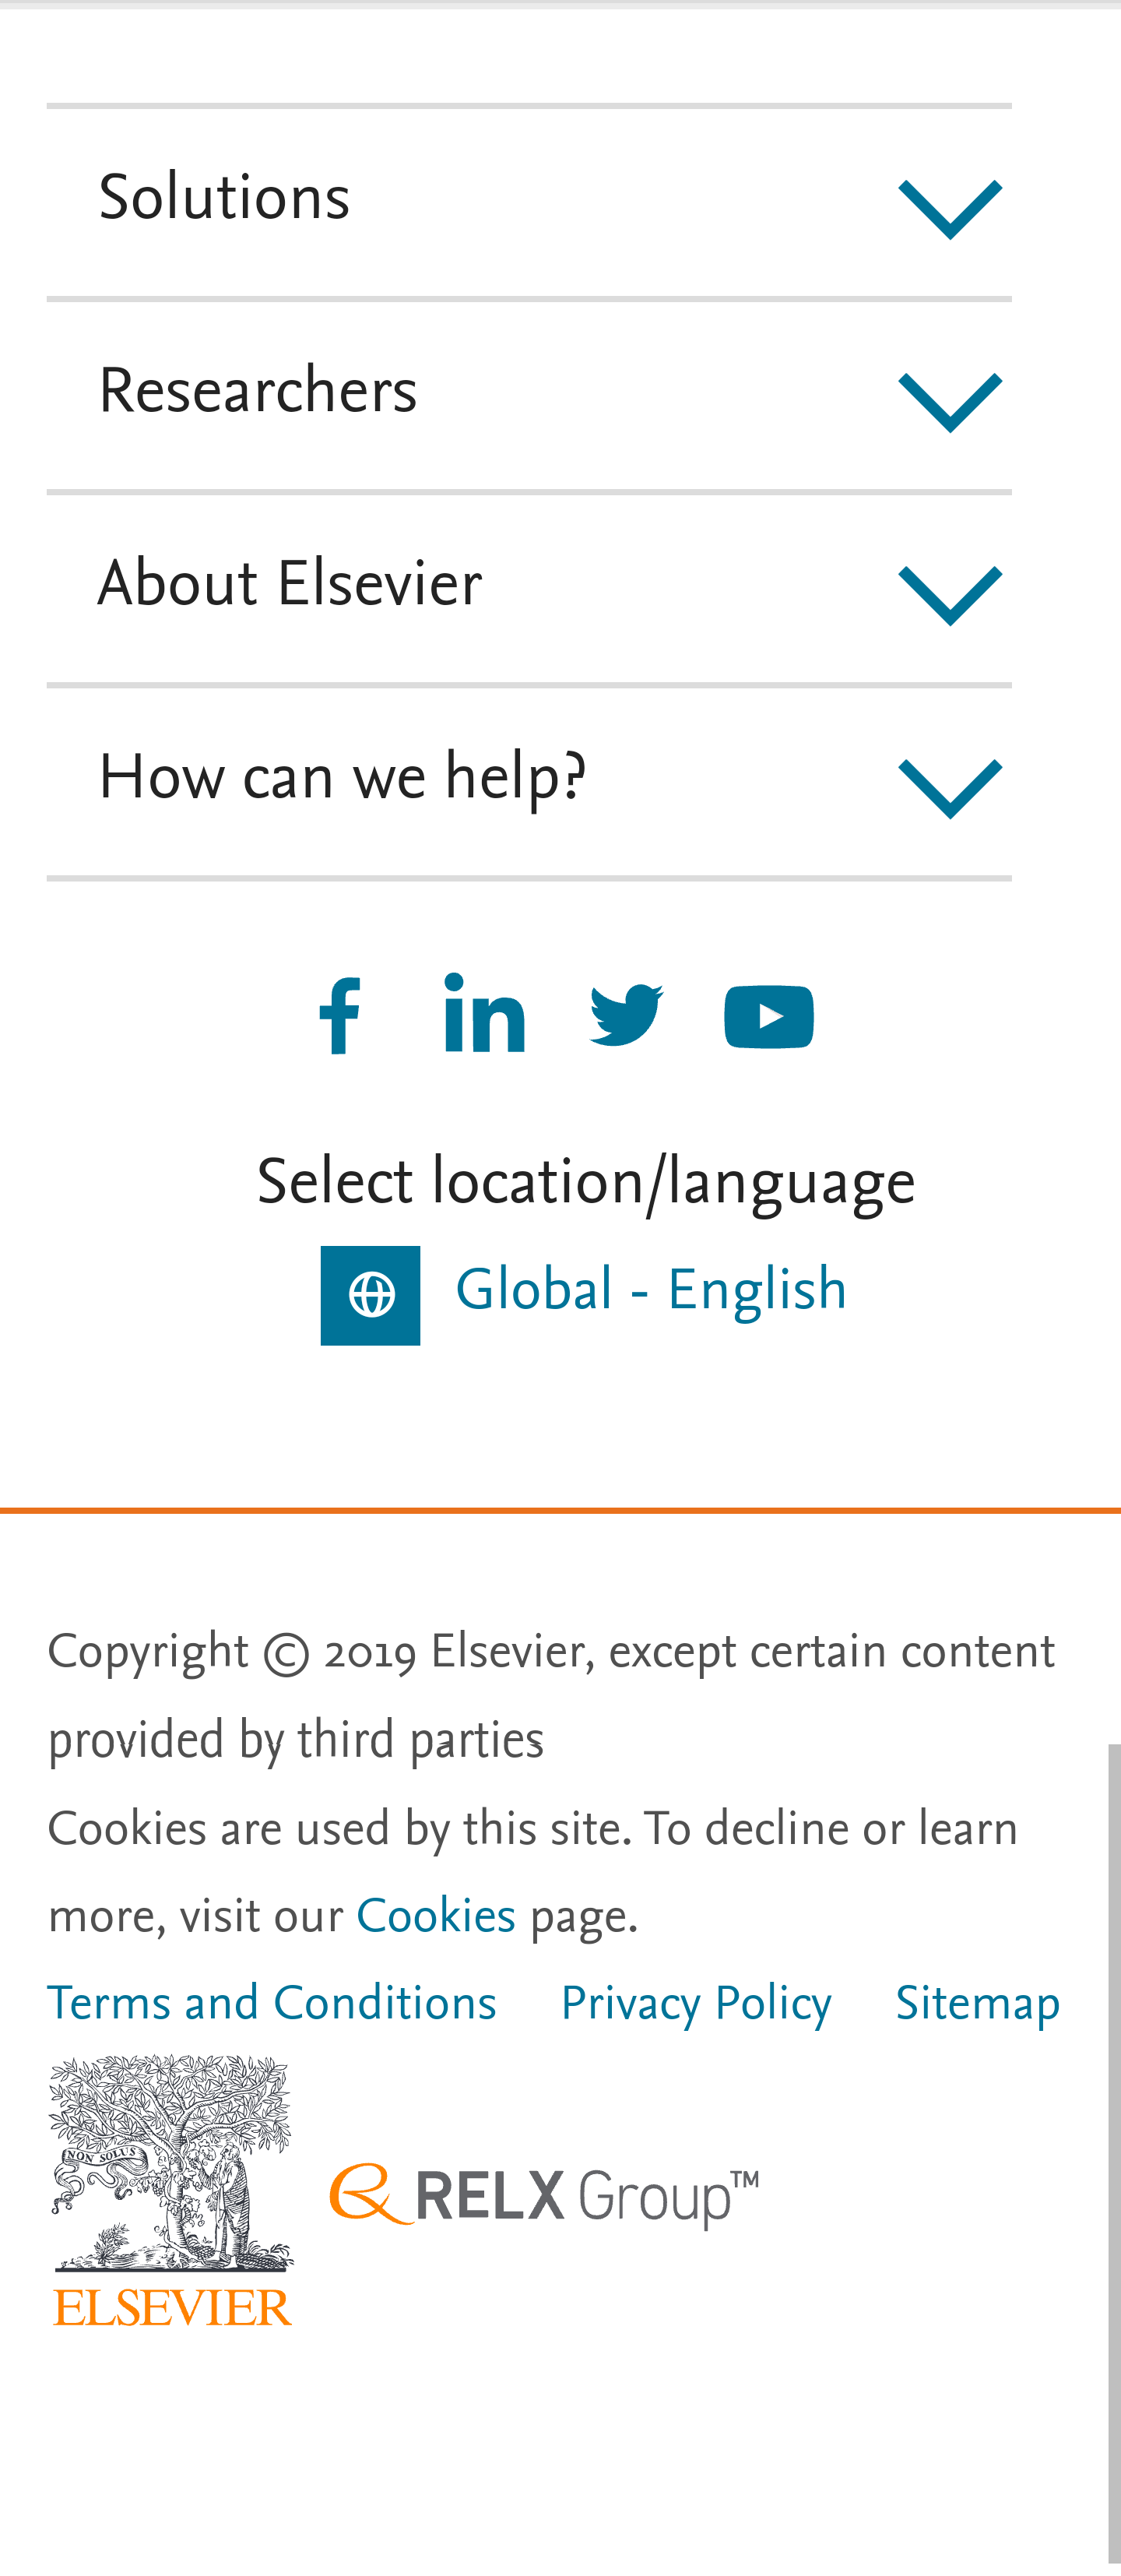 Solutions
Researchers
About Elsevier
How can we help?
Select location/language
Global - English
Copyright © 2019 Elsevier, except certain content
provided by third parties
Cookies are used by this site. To decline or learn
more, visit our Cookies page.
Terms and Conditions Privacy Policy Sitemap
NON SOLUS
RELX Group™
ELSEVIER